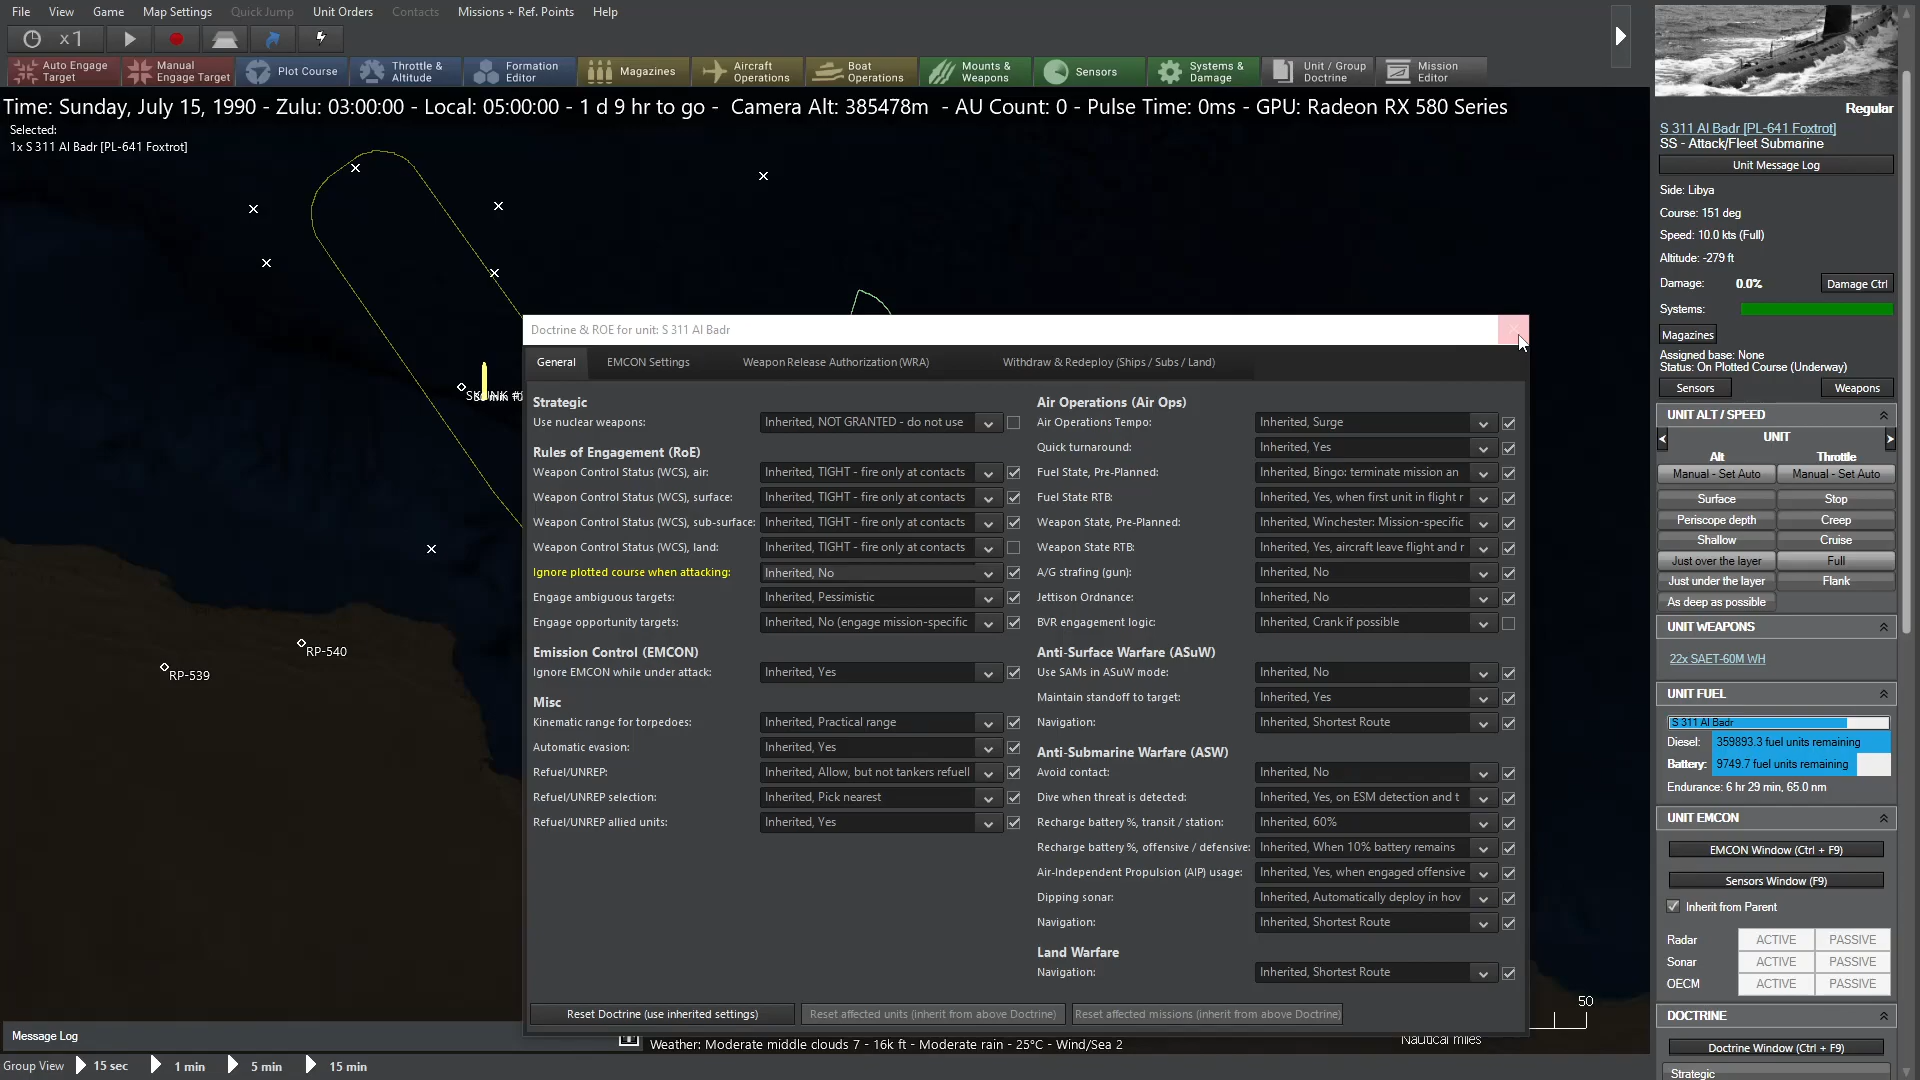 File View Game Map Settings Quick Jump Unit Orders Contacts Missions + Ref. Points Help
x1
Auto Engage Target
Manual Engage Target
Plot Course
Throttle & Altitude
Formation Editor
Magazines
Aircraft Operations
Boat Operations
Mounts & Weapons
Sensors
Systems & Damage
Unit / Group Doctrine
Mission Editor
Time: Sunday, July 15, 1990 - Zulu: 03:00:00 - Local: 05:00:00 - 1 d 9 hr to go - Camera Alt: 385478m - AU Count: 0 - Pulse Time: 0ms - GPU: Radeon RX 580 Series
Selected:
1x S 311 Al Badr [PL-641 Foxtrot]
RP-540
RP-539
Doctrine & ROE for unit: S 311 Al Badr
General EMCON Settings Weapon Release Authorization (WRA) Withdraw & Redeploy (Ships / Subs / Land)
Strategic
Use nuclear weapons: Inherited, NOT GRANTED - do not use
Rules of Engagement (RoE)
Weapon Control Status (WCS), air: Inherited, TIGHT - fire only at contacts
Weapon Control Status (WCS), surface: Inherited, TIGHT - fire only at contacts
Weapon Control Status (WCS), sub-surface: Inherited, TIGHT - fire only at contacts
Weapon Control Status (WCS), land: Inherited, TIGHT - fire only at contacts
Ignore plotted course when attacking: Inherited, No
Engage ambiguous targets: Inherited, Pessimistic
Engage opportunity targets: Inherited, No (engage mission-specific
Emission Control (EMCON)
Ignore EMCON while under attack: Inherited, Yes
Misc
Kinematic range for torpedoes: Inherited, Practical range
Automatic evasion: Inherited, Yes
Refuel/UNREP: Inherited, Allow, but not tankers refuell
Refuel/UNREP selection: Inherited, Pick nearest
Refuel/UNREP allied units: Inherited, Yes
Air Operations (Air Ops)
Air Operations Tempo: Inherited, Surge
Quick turnaround: Inherited, Yes
Fuel State, Pre-Planned: Inherited, Bingo: terminate mission an
Fuel State RTB: Inherited, Yes, when first unit in flight r
Weapon State, Pre-Planned: Inherited, Winchester: Mission-specific
Weapon State RTB: Inherited, Yes, aircraft leave flight and r
A/G strafing (gun): Inherited, No
Jettison Ordnance: Inherited, No
BVR engagement logic: Inherited, Crank if possible
Anti-Surface Warfare (ASuW)
Use SAMs in ASuW mode: Inherited, No
Maintain standoff to target: Inherited, Yes
Navigation: Inherited, Shortest Route
Anti-Submarine Warfare (ASW)
Avoid contact: Inherited, No
Dive when threat is detected: Inherited, Yes, on ESM detection and t
Recharge battery %, transit / station: Inherited, 60%
Recharge battery %, offensive / defensive: Inherited, When 10% battery remains
Air-Independent Propulsion (AIP) usage: Inherited, Yes, when engaged offensive
Dipping sonar: Inherited, Automatically deploy in hov
Navigation: Inherited, Shortest Route
Land Warfare
Navigation: Inherited, Shortest Route
Reset Doctrine (use inherited settings) Reset affected units (inherit from above Doctrine) Reset affected missions (inherit from above Doctrine)
50
Nautical miles
Weather: Moderate middle clouds 7 - 16k ft - Moderate rain - 25°C - Wind/Sea 2
Message Log
Group View 15 sec 1 min 5 min 15 min
Regular
S 311 Al Badr [PL-641 Foxtrot]
SS - Attack/Fleet Submarine
Unit Message Log
Side: Libya
Course: 151 deg
Speed: 10.0 kts (Full)
Altitude: -279 ft
Damage: 0.0% Damage Ctrl
Systems:
Magazines
Assigned base: None
Status: On Plotted Course (Underway)
Sensors Weapons
UNIT ALT / SPEED
UNIT
Alt Throttle
Manual - Set Auto Manual - Set Auto
Surface Stop
Periscope depth Creep
Shallow Cruise
Just over the layer Full
Just under the layer Flank
As deep as possible
UNIT WEAPONS
22x SAET-60M WH
UNIT FUEL
S 311 Al Badr
Diesel: 359893.3 fuel units remaining
Battery: 9749.7 fuel units remaining
Endurance: 6 hr 29 min, 65.0 nm
UNIT EMCON
EMCON Window (Ctrl + F9)
Sensors Window (F9)
Inherit from Parent
Radar ACTIVE PASSIVE
Sonar ACTIVE PASSIVE
OECM ACTIVE PASSIVE
DOCTRINE
Doctrine Window (Ctrl + F9)
Strategic